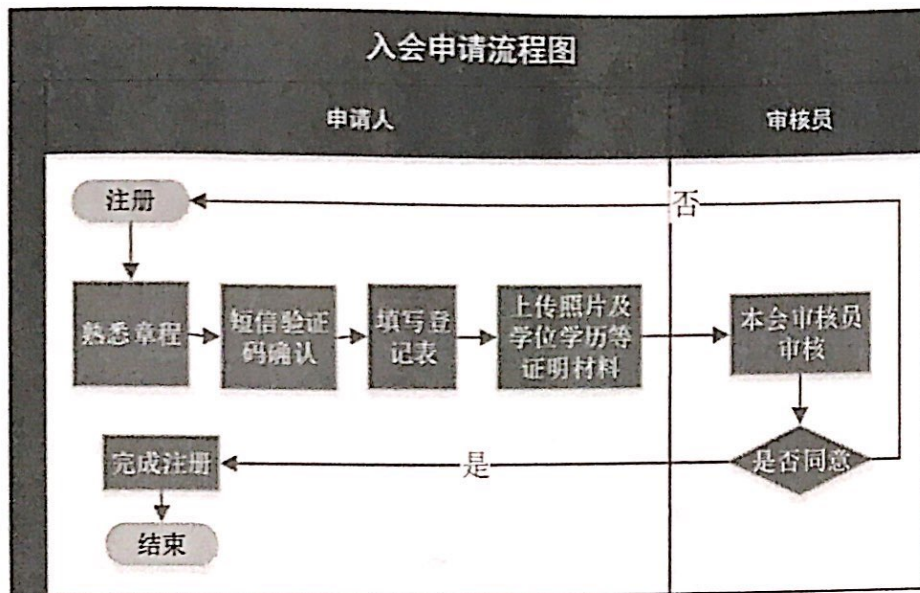 入会申请流程图
申请人
审核员
注册
否
熟悉章程
短信验证
码确认
填写登
记表
上传照片及
学位学历等
证明材料
本会审核员
审核
完成注册
是
是否同意
结束